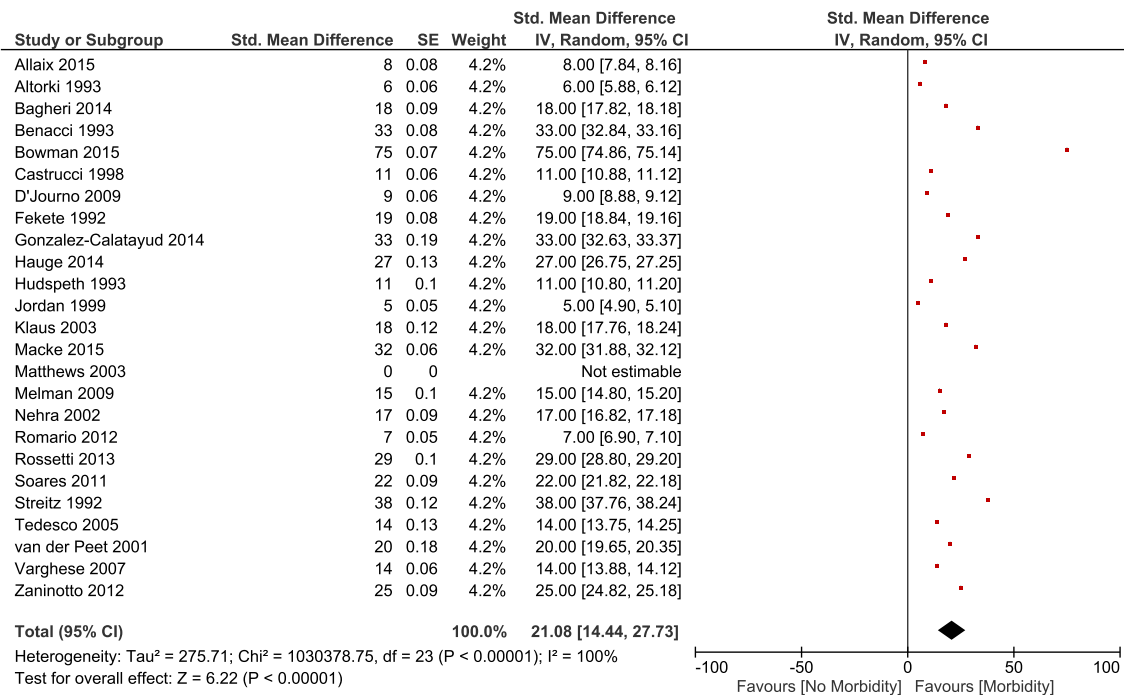 Std. Mean Difference Std. Mean Difference
Study or Subgroup Std. Mean Difference SE Weight IV, Random, 95% CI IV, Random, 95% CI
Allaix 2015 8 0.08 4.2% 8.00 [7.84, 8.16]
Altorki 1993 6 0.06 4.2% 6.00 [5.88, 6.12]
Bagheri 2014 18 0.09 4.2% 18.00 [17.82, 18.18]
Benacci 1993 33 0.08 4.2% 33.00 [32.84, 33.16]
Bowman 2015 75 0.07 4.2% 75.00 [74.86, 75.14]
Castrucci 1998 11 0.06 4.2% 11.00 [10.88, 11.12]
D'Journo 2009 9 0.06 4.2% 9.00 [8.88, 9.12]
Fekete 1992 19 0.08 4.2% 19.00 [18.84, 19.16]
Gonzalez-Calatayud 2014 33 0.19 4.2% 33.00 [32.63, 33.37]
Hauge 2014 27 0.13 4.2% 27.00 [26.75, 27.25]
Hudspeth 1993 11 0.1 4.2% 11.00 [10.80, 11.20]
Jordan 1999 5 0.05 4.2% 5.00 [4.90, 5.10]
Klaus 2003 18 0.12 4.2% 18.00 [17.76, 18.24]
Macke 2015 32 0.06 4.2% 32.00 [31.88, 32.12]
Matthews 2003 0 0 Not estimable
Melman 2009 15 0.1 4.2% 15.00 [14.80, 15.20]
Nehra 2002 17 0.09 4.2% 17.00 [16.82, 17.18]
Romario 2012 7 0.05 4.2% 7.00 [6.90, 7.10]
Rossetti 2013 29 0.1 4.2% 29.00 [28.80, 29.20]
Soares 2011 22 0.09 4.2% 22.00 [21.82, 22.18]
Streitz 1992 38 0.12 4.2% 38.00 [37.76, 38.24]
Tedesco 2005 14 0.13 4.2% 14.00 [13.75, 14.25]
van der Peet 2001 20 0.18 4.2% 20.00 [19.65, 20.35]
Varghese 2007 14 0.06 4.2% 14.00 [13.88, 14.12]
Zaninotto 2012 25 0.09 4.2% 25.00 [24.82, 25.18]
Total (95% CI) 100.0% 21.08 [14.44, 27.73]
Heterogeneity: Tau² = 275.71; Chi² = 1030378.75, df = 23 (P < 0.00001); I² = 100%
Test for overall effect: Z = 6.22 (P < 0.00001)
-100 -50 0 50 100
Favours [No Morbidity] Favours [Morbidity]